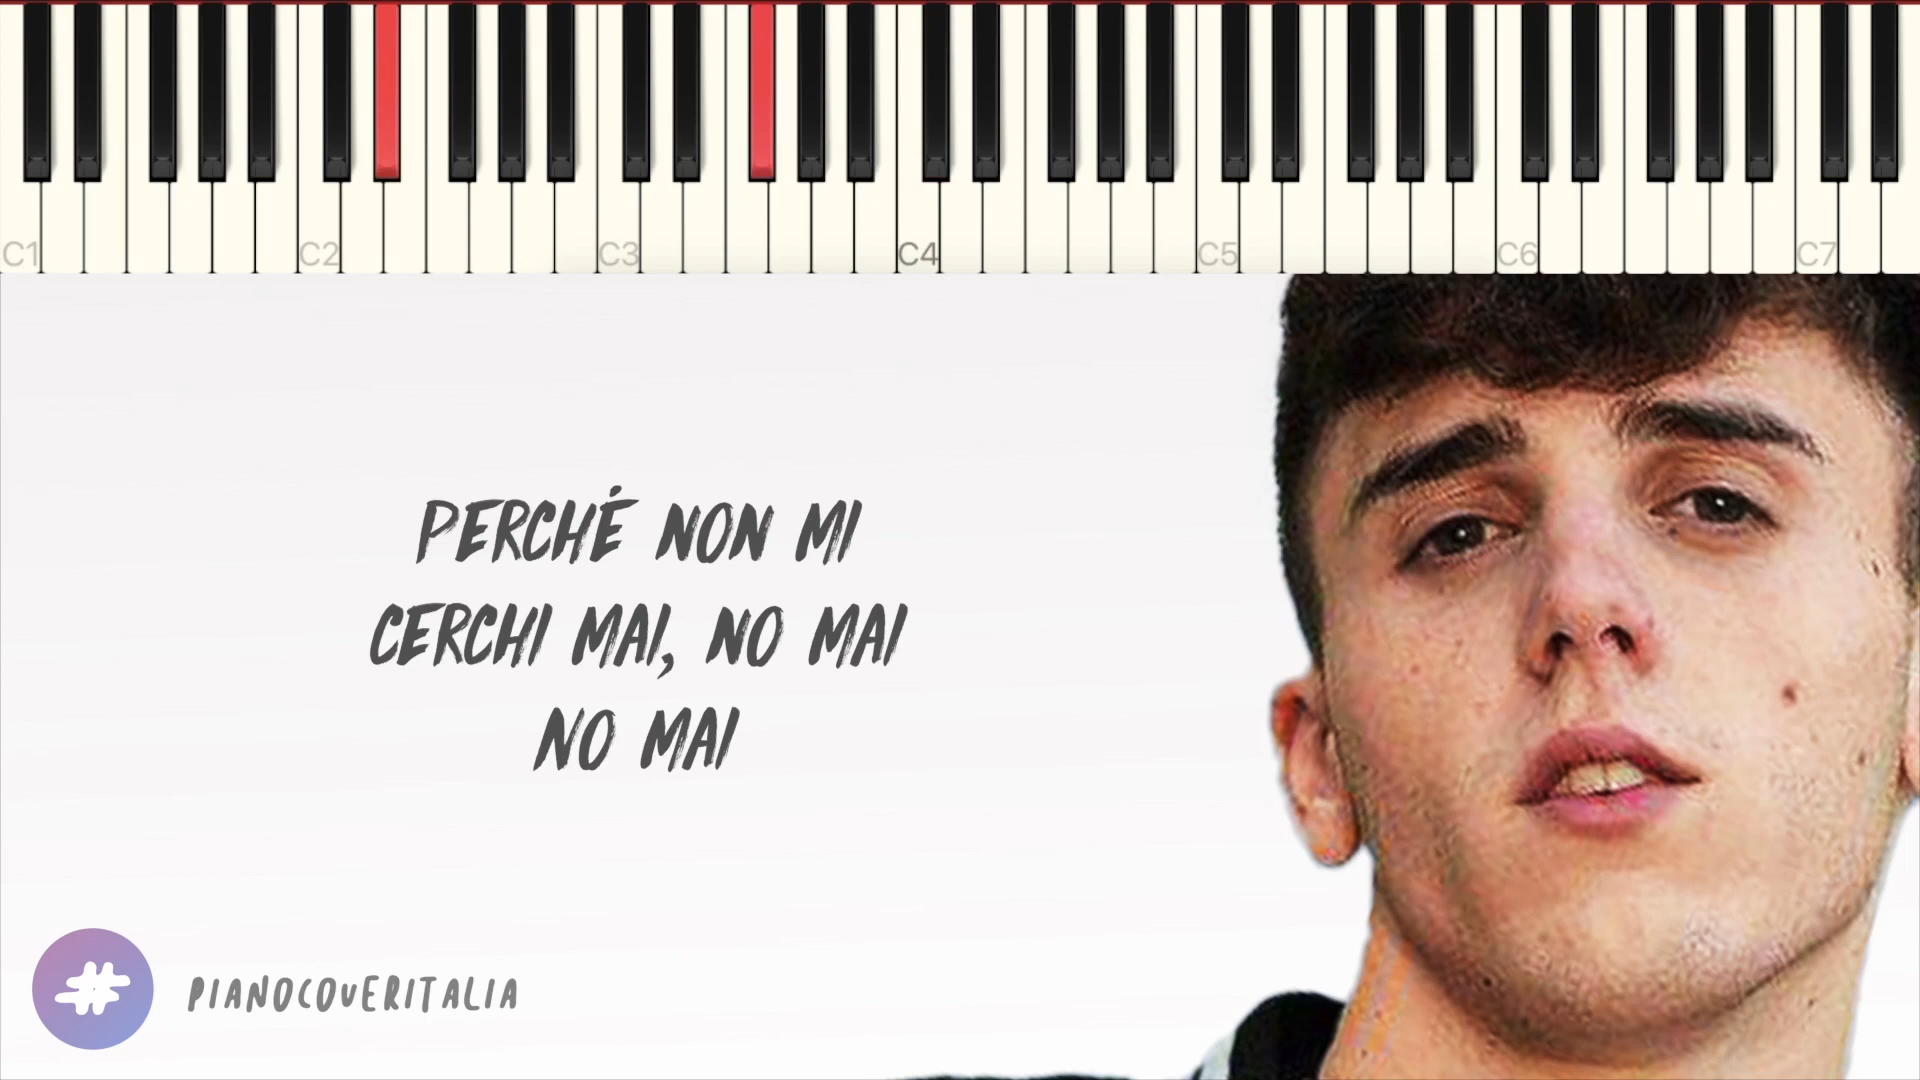 C1 C2 C3 C4 C5 C6 C7
PERCHÉ NON MI
CERCHI MAI, NO MAI
NO MAI
# PIANOCOVERITALIA